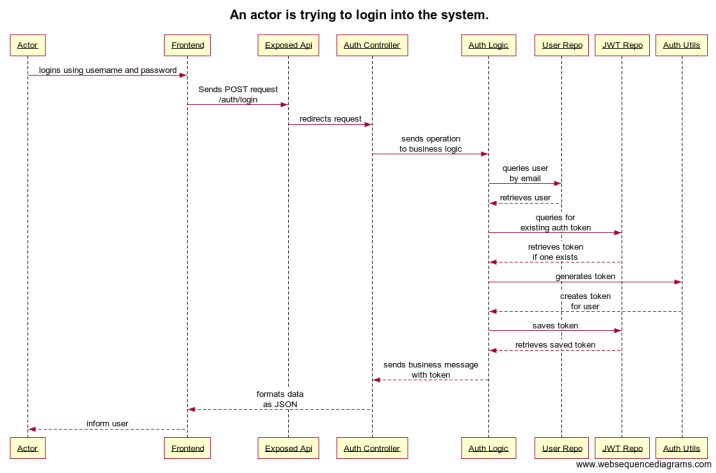 An actor is trying to login into the system.
Actor
Frontend
Exposed Api
Auth Controller
Auth Logic
User Repo
JWT Repo
Auth Utils
logins using username and password
Sends POST request
/auth/login
redirects request
sends operation
to business logic
queries user
by email
retrieves user
queries for
existing auth token
retrieves token
if one exists
generates token
creates token
for user
saves token
retrieves saved token
sends business message
with token
formats data
as JSON
inform user
Actor
Frontend
Exposed Api
Auth Controller
Auth Logic
User Repo
JWT Repo
Auth Utils
www.websequencediagrams.com